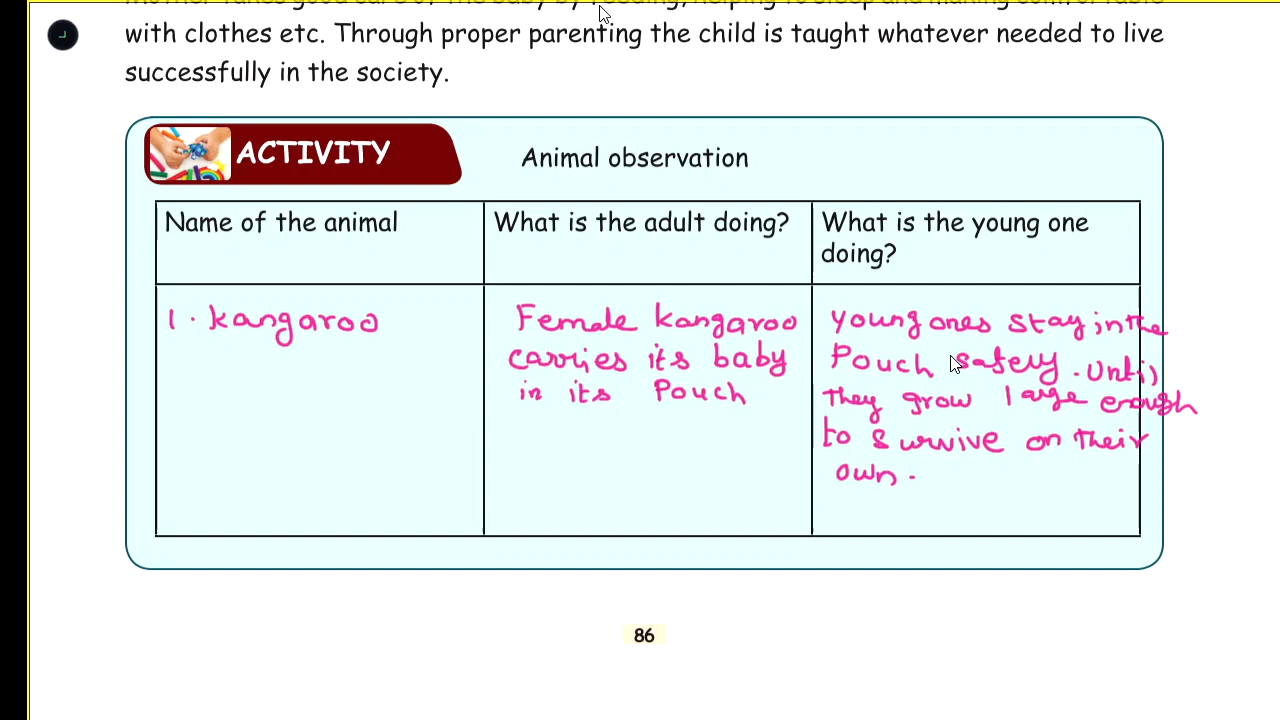 with clothes etc. Through proper parenting the child is taught whatever needed to live
successfully in the society.
ACTIVITY
Animal observation
Name of the animal
What is the adult doing?
What is the young one
doing?
1. kangaroo
Female kangaroo
carries its baby
in its Pouch
young ones stay in the
Pouch safely. Until
They grow large enough
to survive on their
own.
86